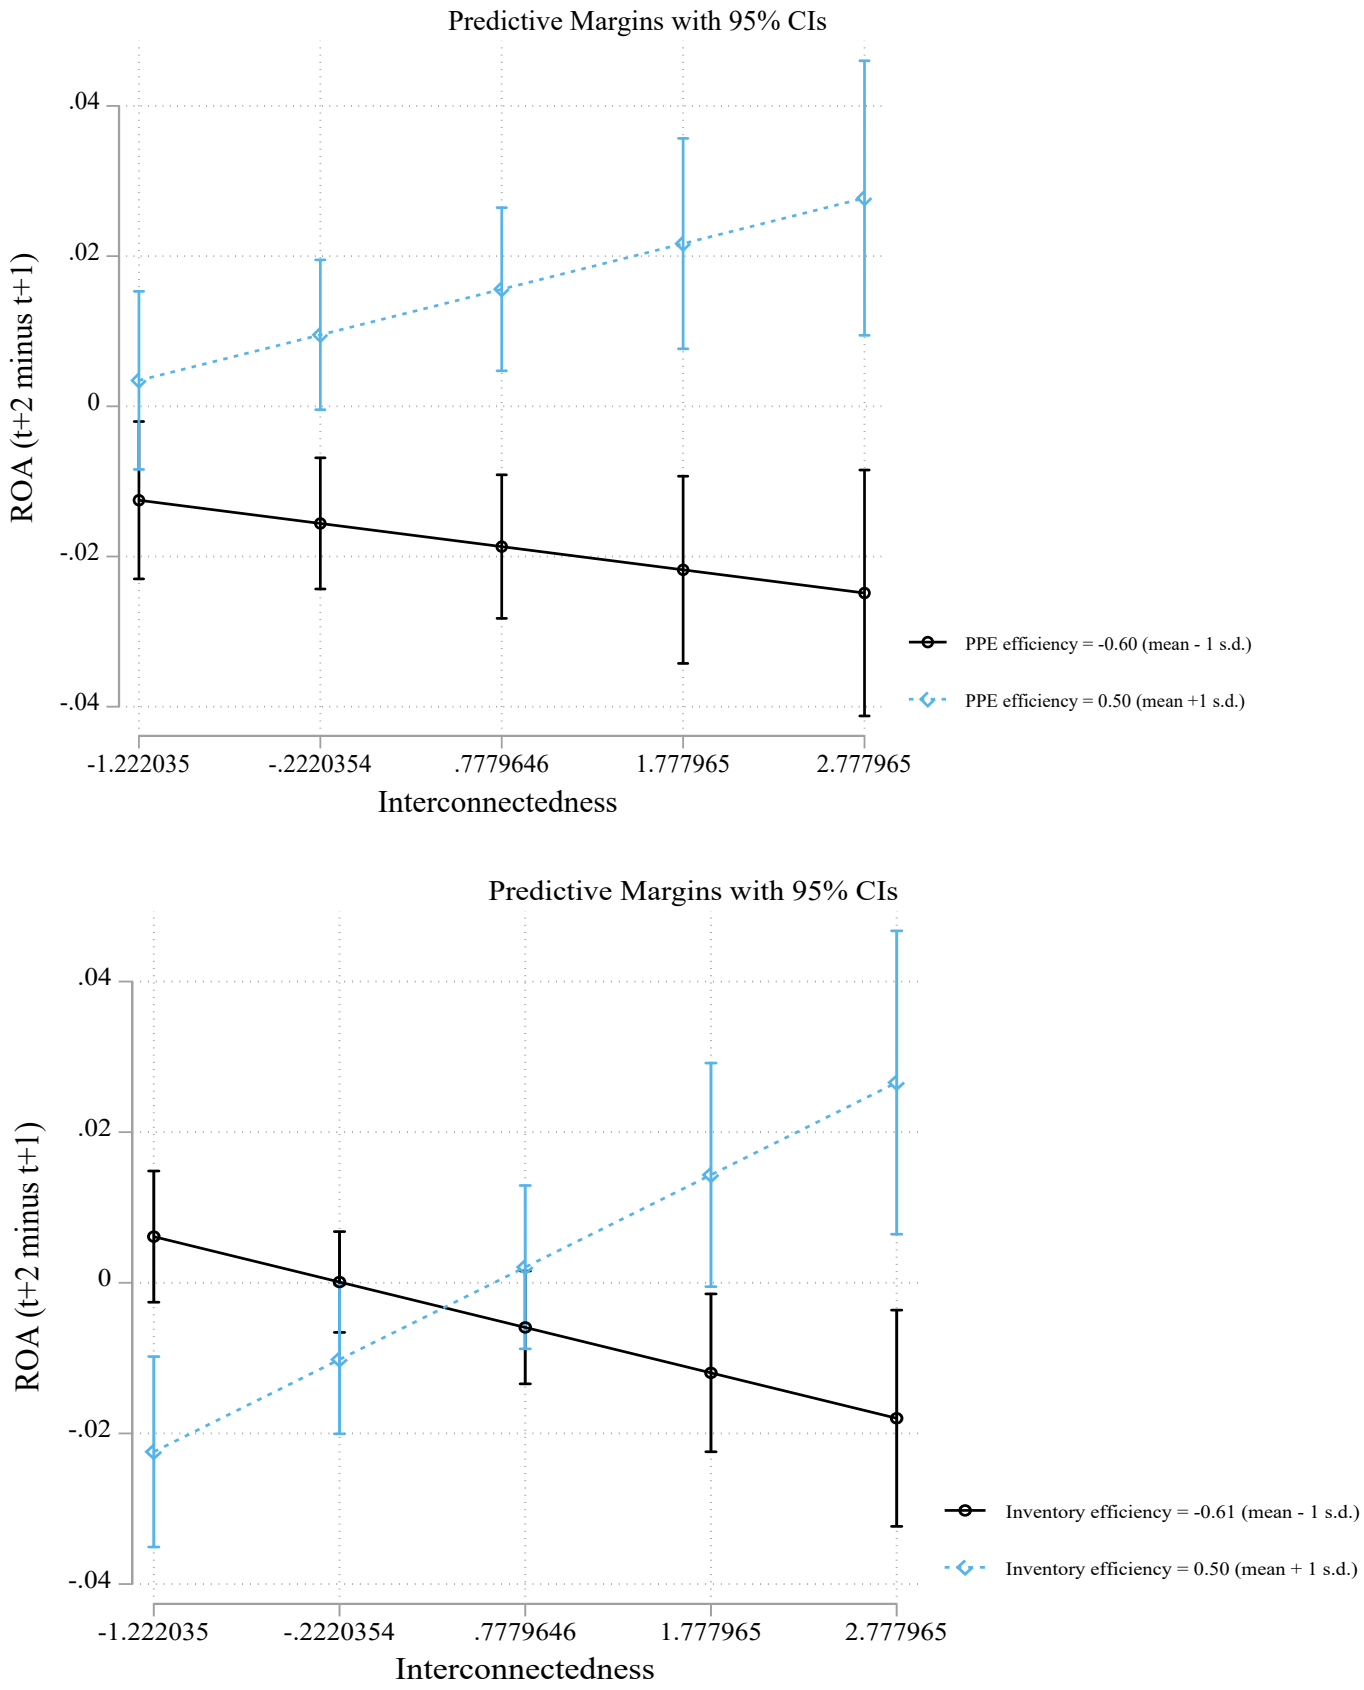 Predictive Margins with 95% CIs
.04
.02
0
-.02
-.04
ROA (t+2 minus t+1)
-1.222035 -.2220354 .7779646 1.777965 2.777965
Interconnectedness
PPE efficiency = -0.60 (mean - 1 s.d.)
PPE efficiency = 0.50 (mean +1 s.d.)
Predictive Margins with 95% CIs
.04
.02
0
-.02
-.04
ROA (t+2 minus t+1)
-1.222035 -.2220354 .7779646 1.777965 2.777965
Interconnectedness
Inventory efficiency = -0.61 (mean - 1 s.d.)
Inventory efficiency = 0.50 (mean + 1 s.d.)